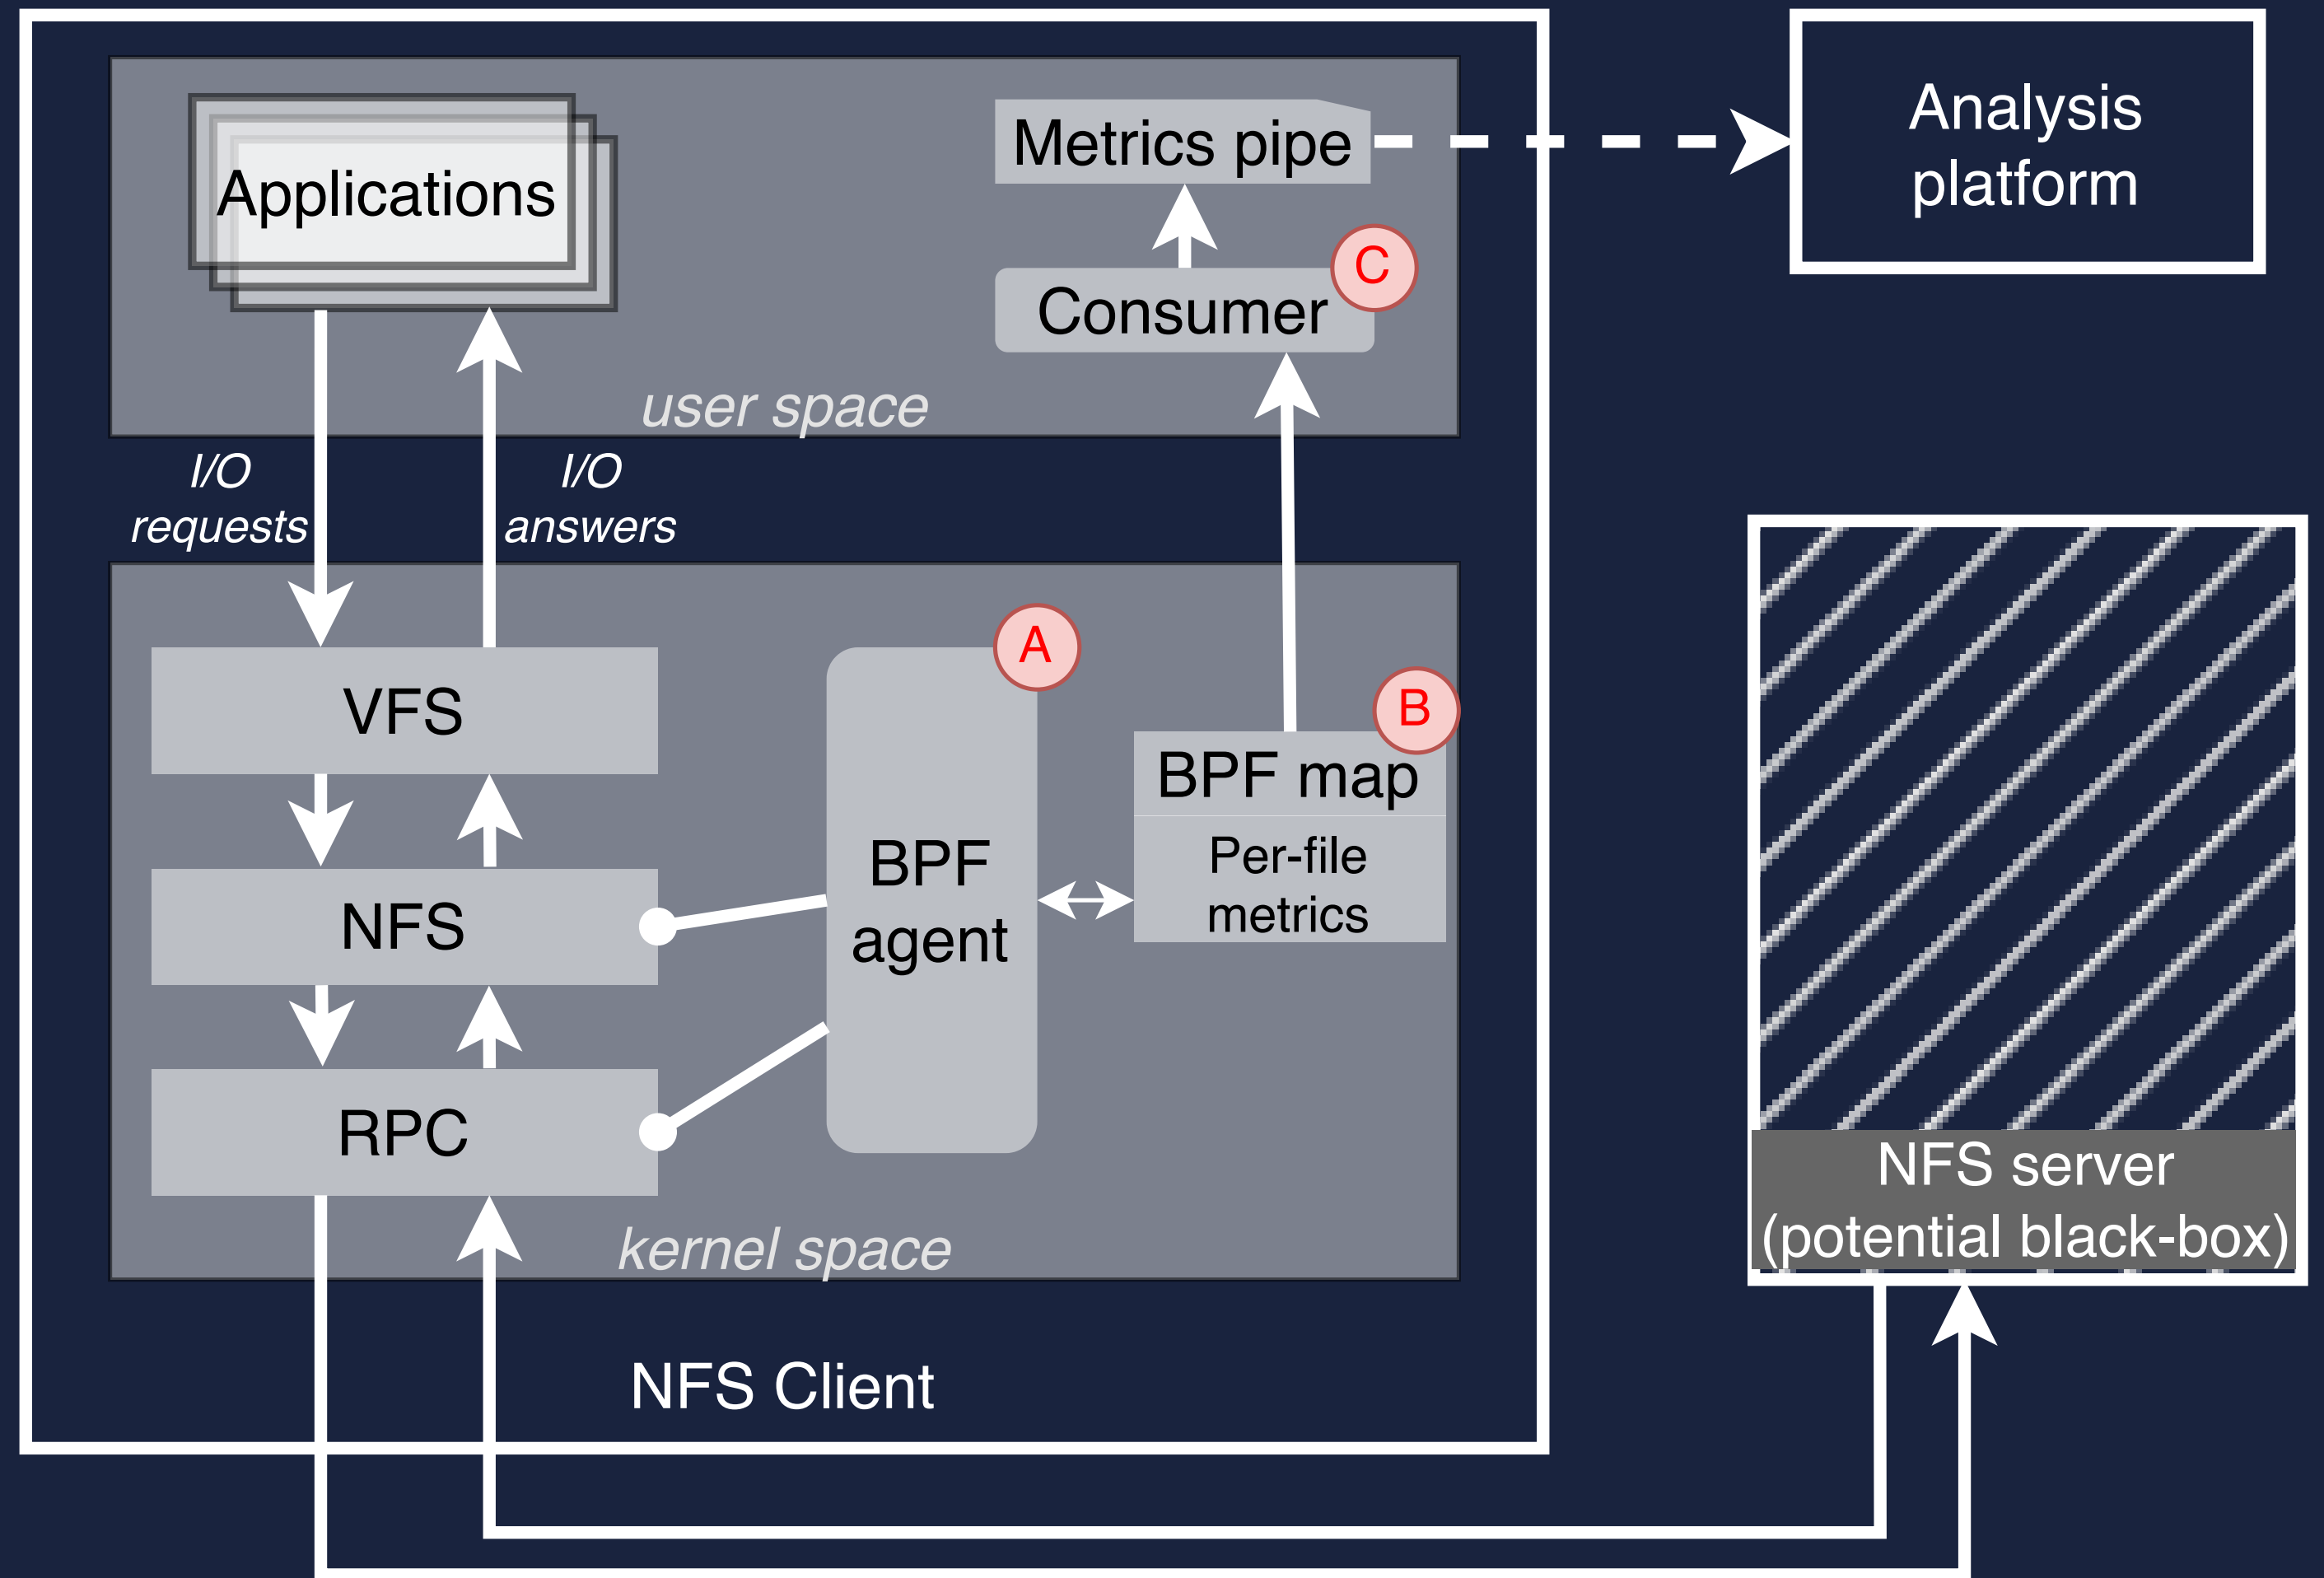 Applications
Metrics pipe
Analysis
platform
C
Consumer
user space
I/O
requests
I/O
answers
A
VFS
B
BPF map
Per-file
metrics
BPF
agent
NFS
RPC
NFS server
(potential black-box)
kernel space
NFS Client